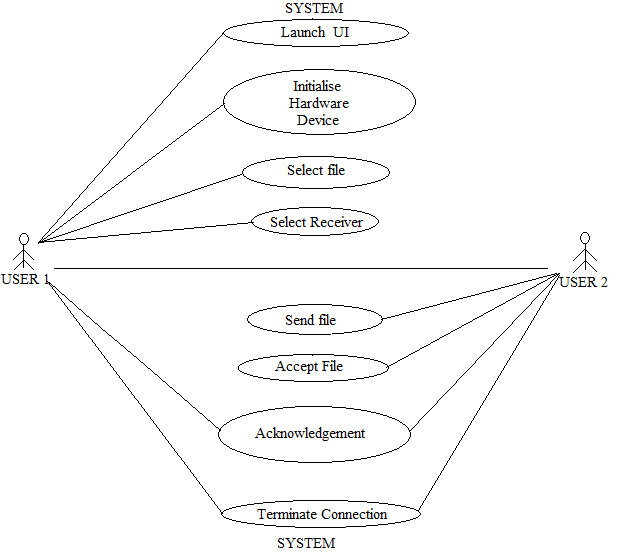 SYSTEM
Launch UI
Initialise
Hardware
Device
Select file
Select Receiver
USER 1
USER 2
Send file
Accept File
Acknowledgement
Terminate Connection
SYSTEM